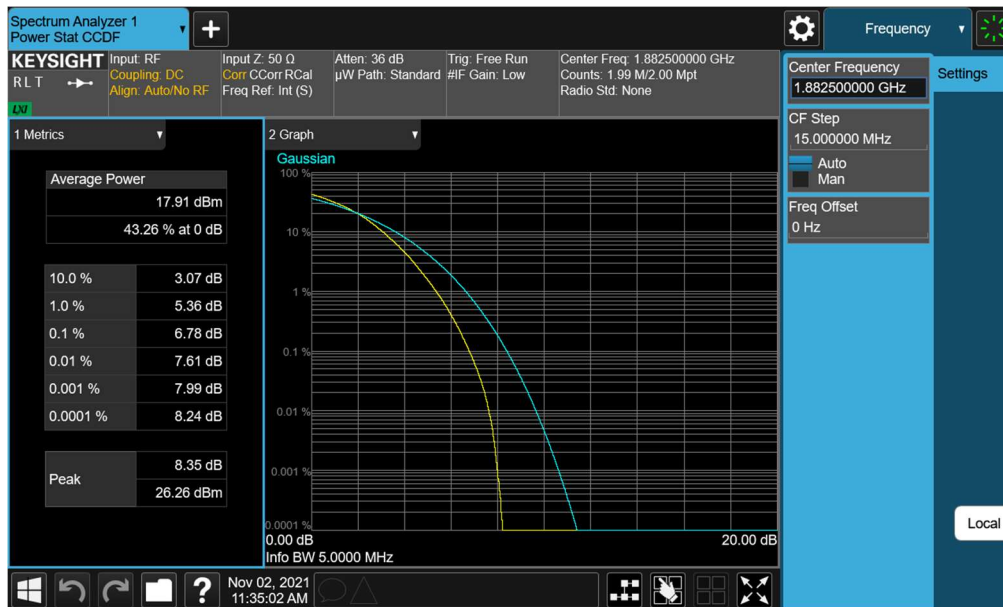 Spectrum Analyzer 1
Power Stat CCDF
Frequency
KEYSIGHT
RLT
LXI
Input: RF
Coupling: DC
Align: Auto/No RF
Input Z: 50 Ω
Corr CCorr RCal
Freq Ref: Int (S)
Atten: 36 dB
µW Path: Standard
Trig: Free Run
#IF Gain: Low
Center Freq: 1.882500000 GHz
Counts: 1.99 M/2.00 Mpt
Radio Std: None
Center Frequency
1.882500000 GHz
Settings
CF Step
15.000000 MHz
Auto
Man
Freq Offset
0 Hz
1 Metrics
Average Power
17.91 dBm
43.26 % at 0 dB
10.0 % 3.07 dB
1.0 % 5.36 dB
0.1 % 6.78 dB
0.01 % 7.61 dB
0.001 % 7.99 dB
0.0001 % 8.24 dB
Peak
8.35 dB
26.26 dBm
2 Graph
Gaussian
100 %
10 %
1 %
0.1 %
0.01 %
0.001 %
0.0001 %
0.00 dB 20.00 dB
Info BW 5.0000 MHz
Local
?
Nov 02, 2021
11:35:02 AM